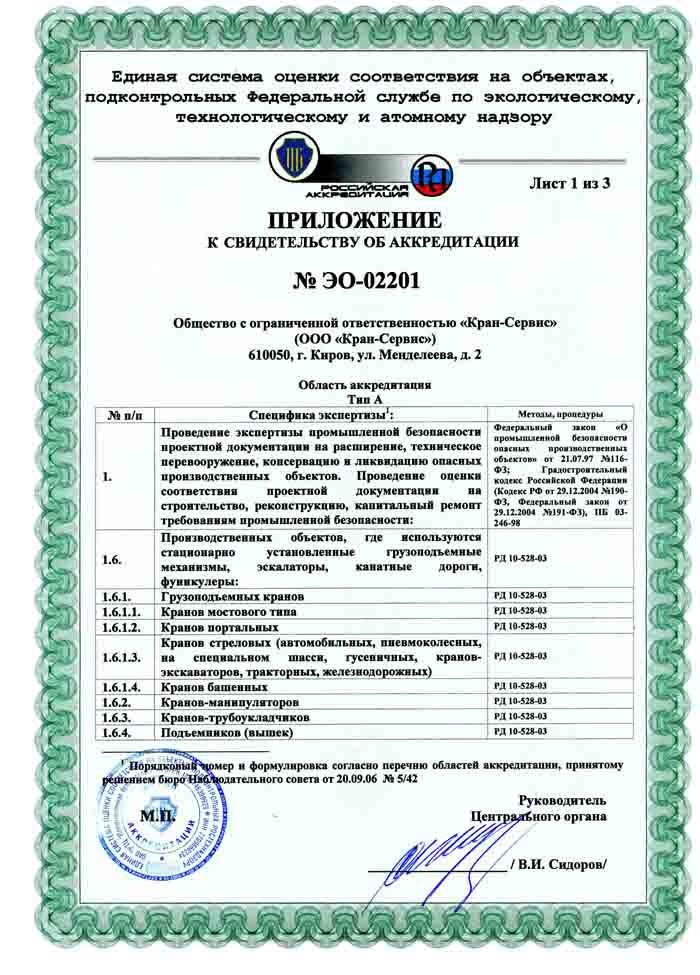 Единая система оценки соответствия на объектах,
подконтрольных Федеральной службе по экологическому,
технологическому и атомному надзору
РОССИЙСКАЯ
АККРЕДИТАЦИЯ
Лист 1 из 3
ПРИЛОЖЕНИЕ
К СВИДЕТЕЛЬСТВУ ОБ АККРЕДИТАЦИИ
№ ЭО-02201
Общество с ограниченной ответственностью «Кран-Сервис»
(ООО «Кран-Сервис»)
610050, г. Киров, ул. Менделеева, д. 2
Область аккредитация
Тип А
№ п/п Специфика экспертизы¹: Методы, процедуры
1.
Проведение экспертизы промышленной безопасности
проектной документации на расширение, техническое
перевооружение, консервацию и ликвидацию опасных
производственных объектов. Проведение оценки
соответствия проектной документации на
строительство, реконструкцию, капитальный ремонт
требованиям промышленной безопасности:
Федеральный закон «О
промышленной безопасности
опасных производственных
объектов» от 21.07.97 №116-
ФЗ; Градостроительный
кодекс Российской Федерации
(Кодекс РФ от 29.12.2004 №190-
ФЗ, Федеральный закон от
29.12.2004 №191-ФЗ), ПБ 03-
246-98
1.6.
Производственных объектов, где используются
стационарно установленные грузоподъемные
механизмы, эскалаторы, канатные дороги,
фуникулеры:
РД 10-528-03
1.6.1. Грузоподъемных кранов РД 10-528-03
1.6.1.1. Кранов мостового типа РД 10-528-03
1.6.1.2. Кранов портальных РД 10-528-03
1.6.1.3.
Кранов стреловых (автомобильных, пневмоколесных,
на специальном шасси, гусеничных, кранов-
экскаваторов, тракторных, железнодорожных)
РД 10-528-03
1.6.1.4. Кранов башенных РД 10-528-03
1.6.2. Кранов-манипуляторов РД 10-528-03
1.6.3. Кранов-трубоукладчиков РД 10-528-03
1.6.4. Подъемников (вышек) РД 10-528-03
¹ Порядковый номер и формулировка согласно перечню областей аккредитации, принятому
решением бюро Наблюдательного совета от 20.09.06 № 5/42
М.П.
АККРЕДИТАЦИИ
Руководитель
Центрального органа
/ В.И. Сидоров/